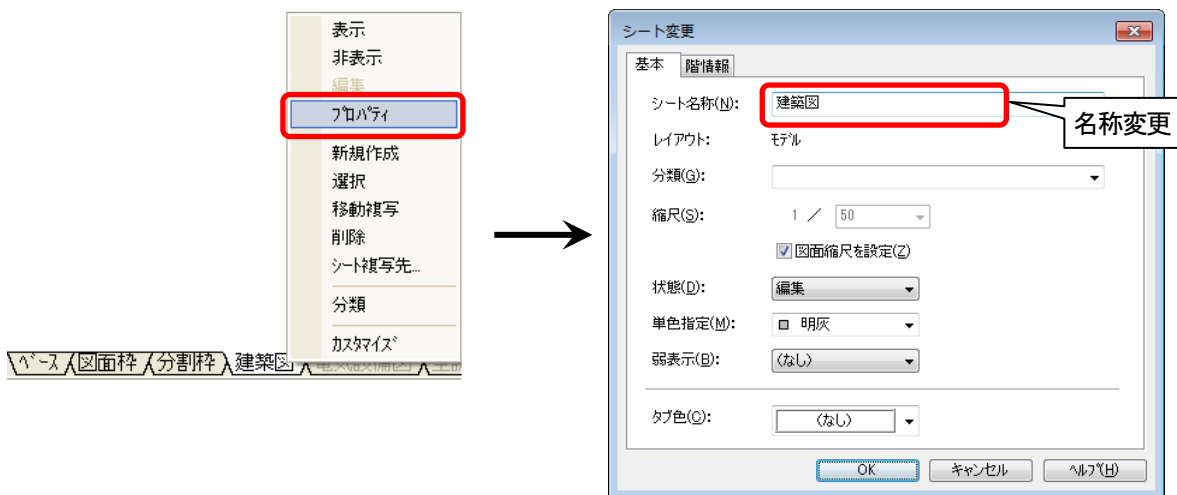 表示
非表示
編集
ﾌﾟﾛﾊﾟﾃｨ
新規作成
選択
移動複写
削除
ｼｰﾄ複写先...
分類
ｶｽﾀﾏｲｽﾞ
ﾍﾞｰｽ 図面枠 分割枠 建築図 電気設備図
シート変更
基本 階情報
シート名称(N): 建築図
名称変更
レイアウト: ﾓﾃﾞﾙ
分類(G):
縮尺(S): 1 ／ 50
図面縮尺を設定(Z)
状態(D): 編集
単色指定(M): 明灰
弱表示(B): (なし)
タブ色(C): (なし)
OK キャンセル ﾍﾙﾌﾟ(H)